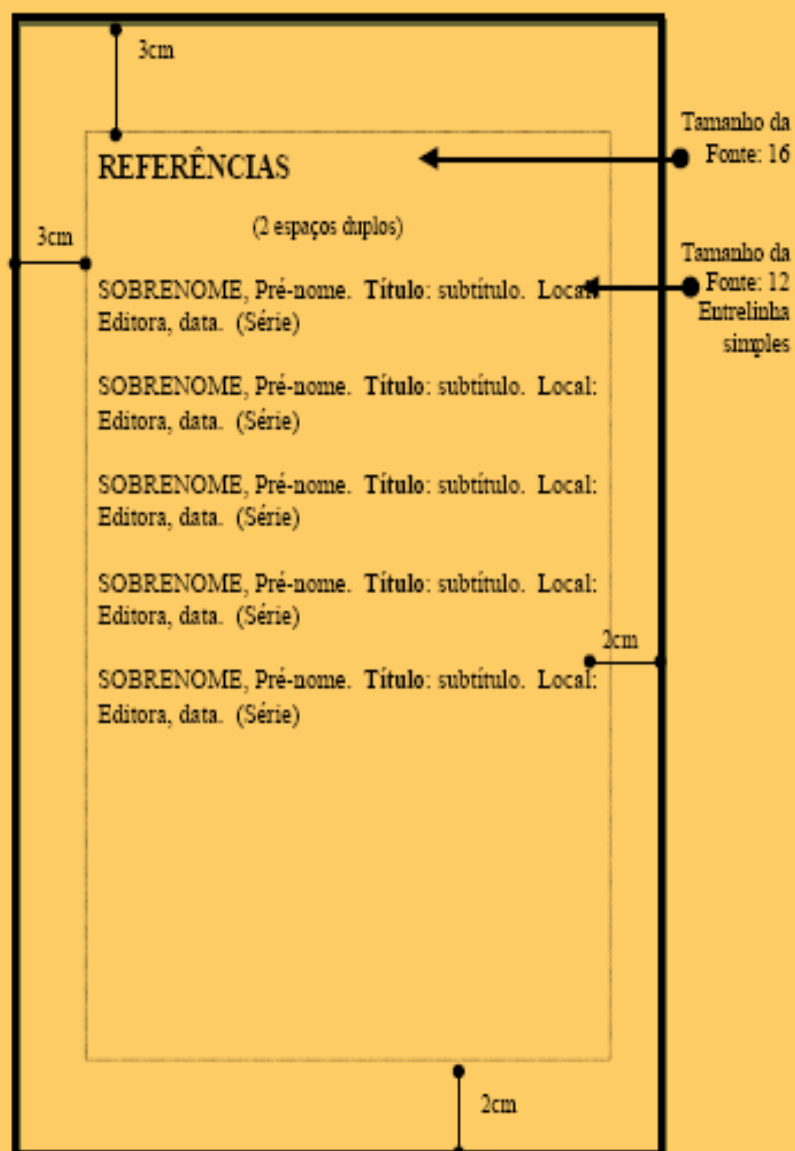 3cm
Tamanho da
Fonte: 16
REFERÊNCIAS
(2 espaços duplos)
3cm
Tamanho da
Fonte: 12
Entrelinha
simples
SOBRENOME, Pré-nome. Título: subtítulo. Local:
Editora, data. (Série)
SOBRENOME, Pré-nome. Título: subtítulo. Local:
Editora, data. (Série)
SOBRENOME, Pré-nome. Título: subtítulo. Local:
Editora, data. (Série)
SOBRENOME, Pré-nome. Título: subtítulo. Local:
Editora, data. (Série)
2cm
SOBRENOME, Pré-nome. Título: subtítulo. Local:
Editora, data. (Série)
2cm